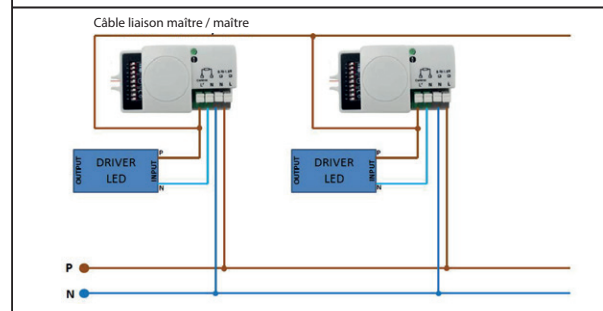 Câble liaison maître / maître
L' N N L
L' N N L
DRIVER
LED
OUTPUT
INPUT
P
N
DRIVER
LED
OUTPUT
INPUT
P
N
P
N